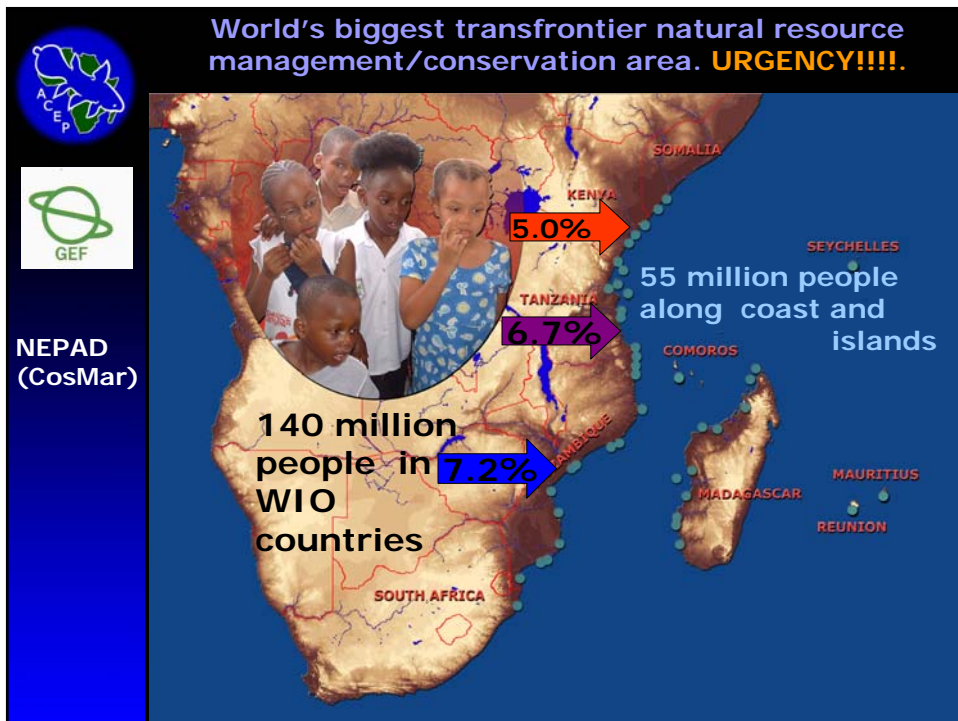 World's biggest transfrontier natural resource
management/conservation area. URGENCY!!!!.
A C E P
GEF
NEPAD
(CosMar)
SOMALIA
KENYA
5.0%
SEYCHELLES
55 million people
along coast and
islands
TANZANIA
6.7%
COMOROS
140 million
people in
WIO
countries
7.2%
MAURITIUS
MADAGASCAR
REUNION
SOUTH AFRICA